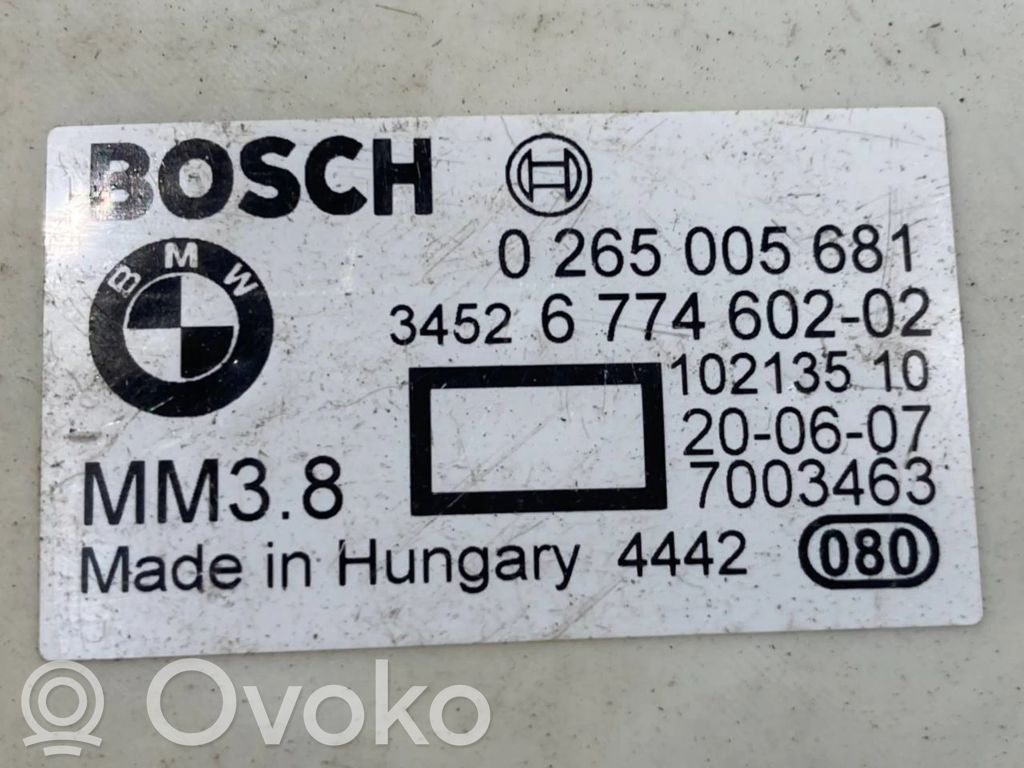 BOSCH
BMW
0 265 005 681
3452 6 774 602-02
102135 10
20-06-07
MM3.8
7003463
Made in Hungary 4442 080
Ovoko